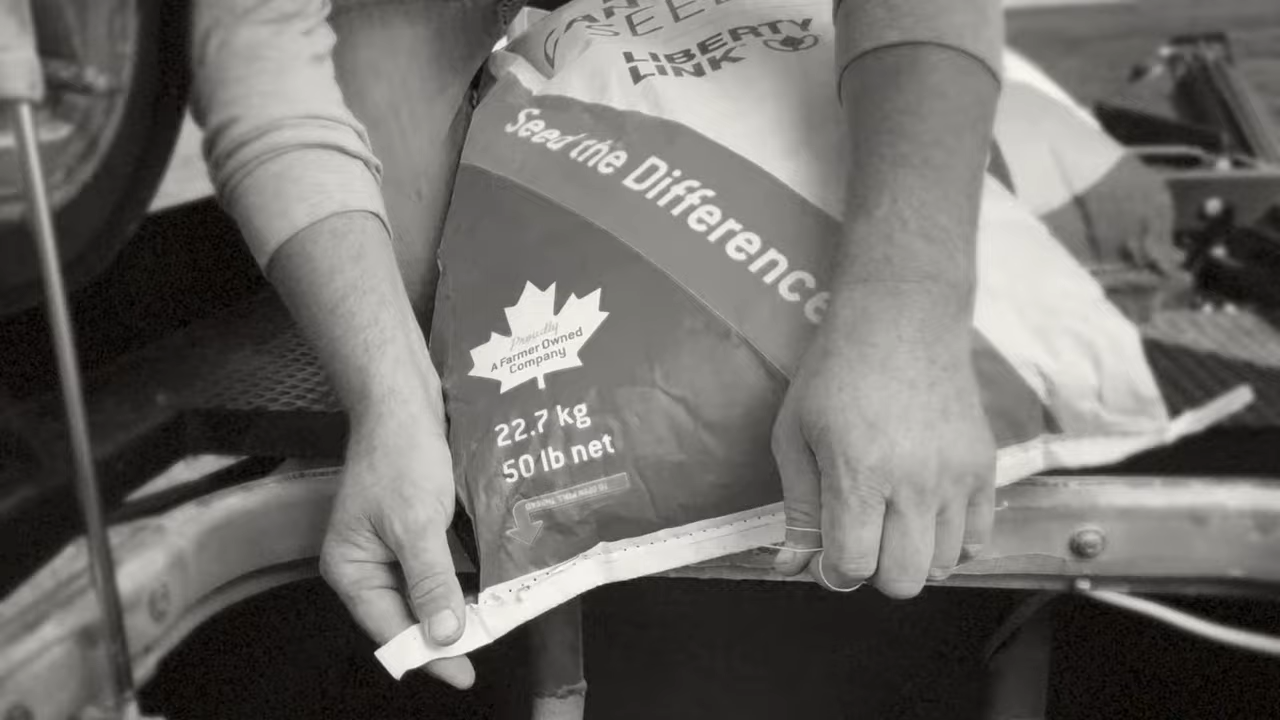 SEED
LIBERTY
LINK
Seed the Difference
Proudly
A Farmer Owned
Company
22.7 kg
50 lb net